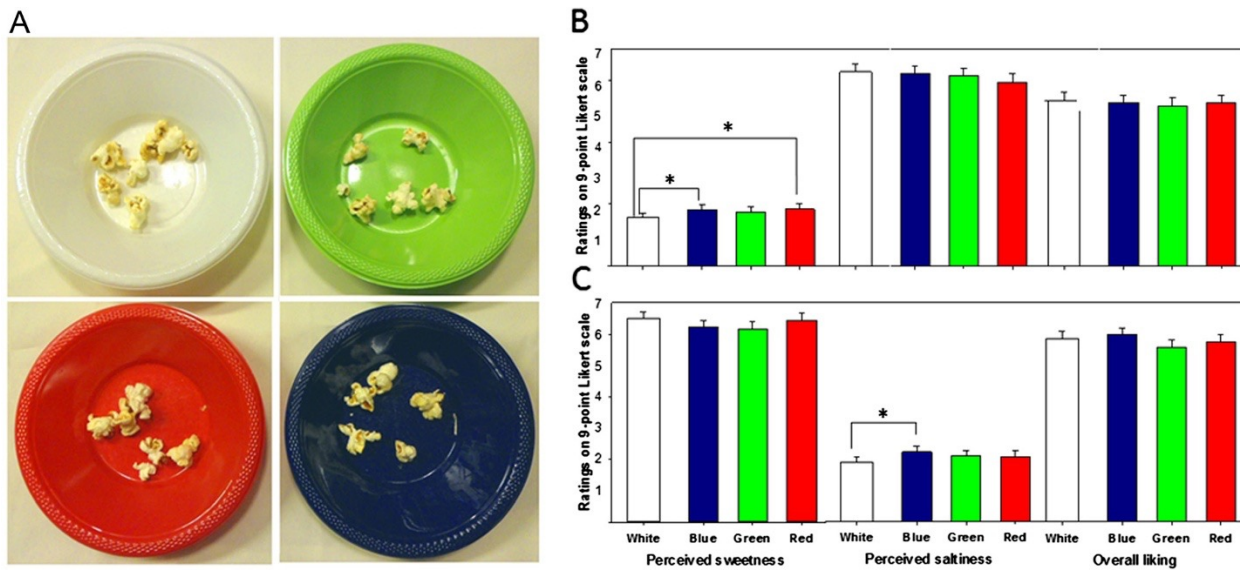 A
B
Ratings on 9-point Likert scale
7
6
5
4
3
2
1
*
*
C
Ratings on 9-point Likert scale
7
6
5
4
3
2
1
*
White Blue Green Red White Blue Green Red White Blue Green Red
Perceived sweetness Perceived saltiness Overall liking